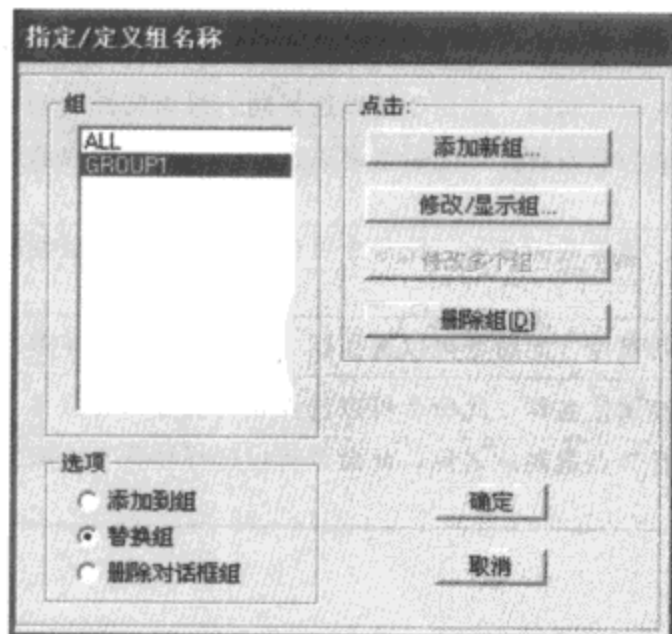 指定/定义组名称
组
ALL
GROUP1
点击:
添加新组...
修改/显示组...
修改多个组...
删除组(D)
选项
添加到组
替换组
删除对话框组
确定
取消